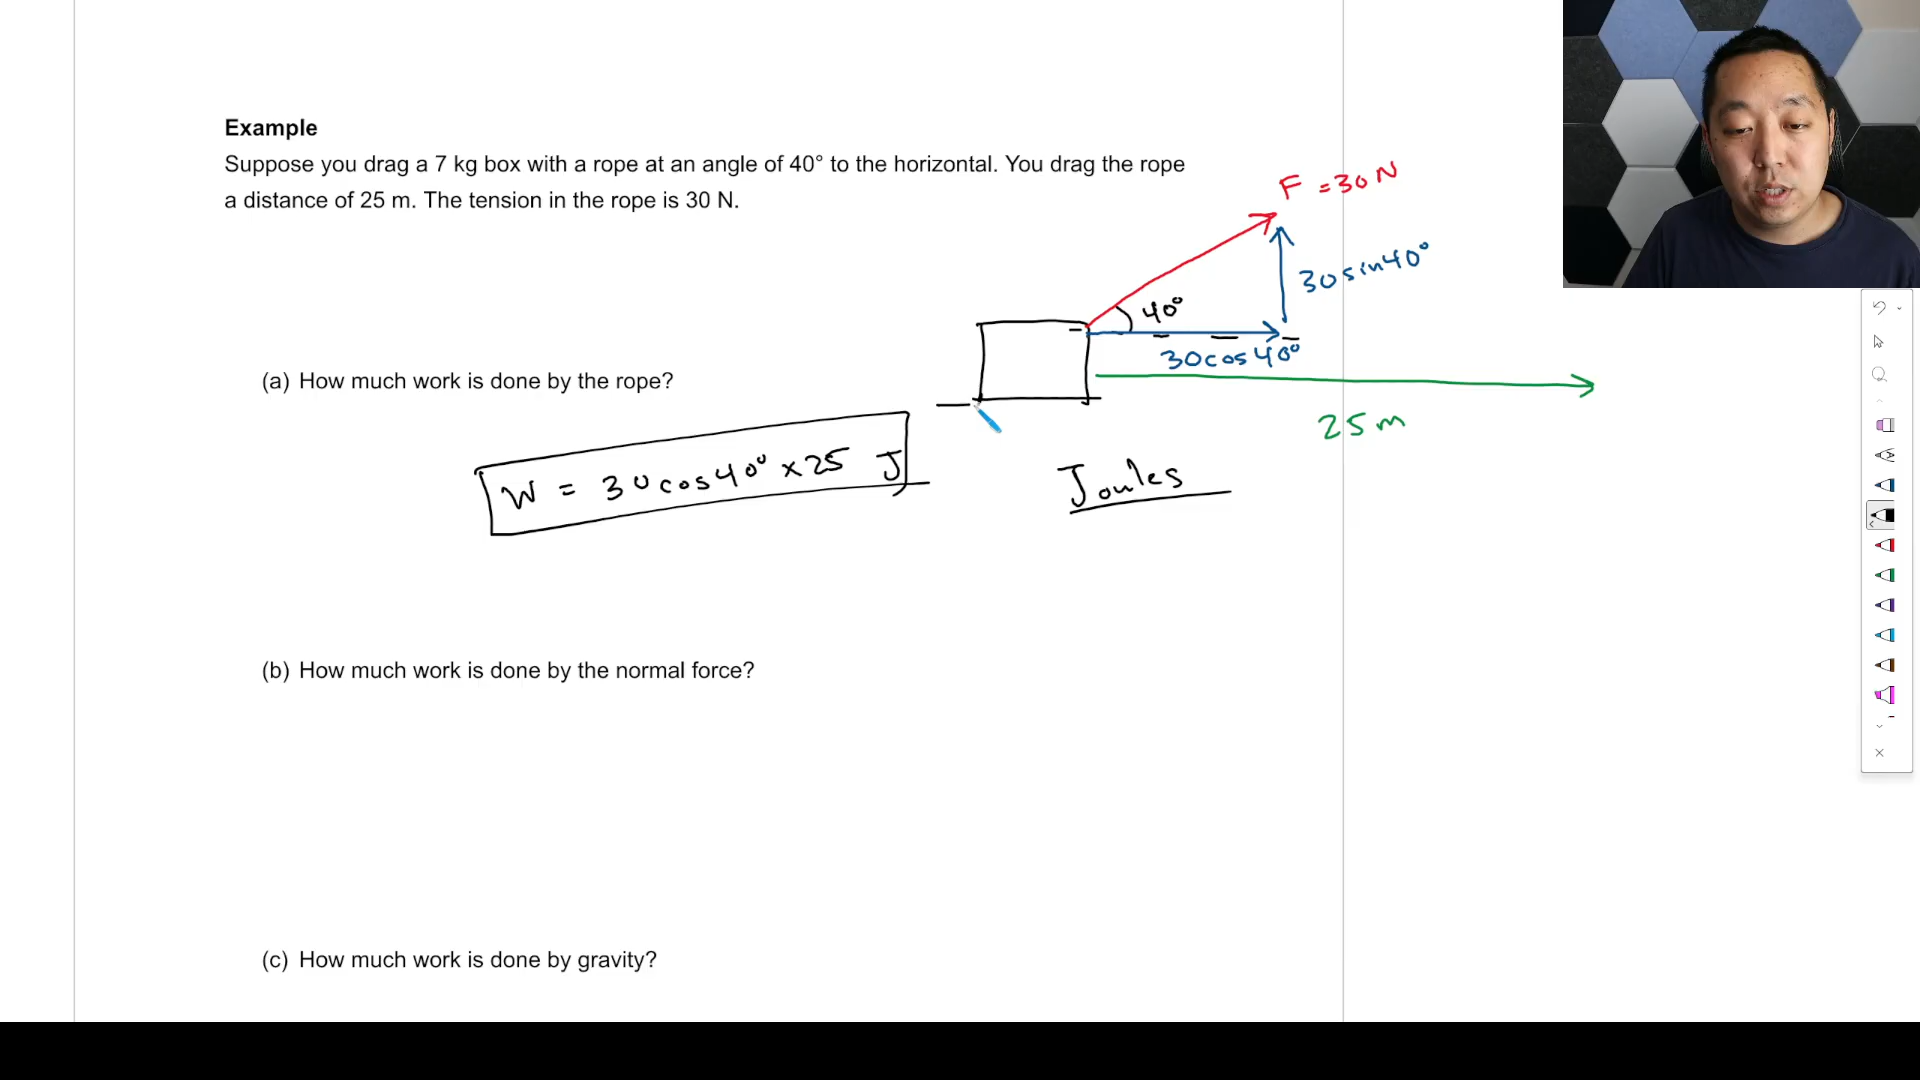 Example
Suppose you drag a 7 kg box with a rope at an angle of 40° to the horizontal. You drag the rope
a distance of 25 m. The tension in the rope is 30 N.
F = 30 N
30 sin 40°
40°
30 cos 40°
25 m
(a) How much work is done by the rope?
W = 30 cos 40° × 25 J
Joules
(b) How much work is done by the normal force?
(c) How much work is done by gravity?